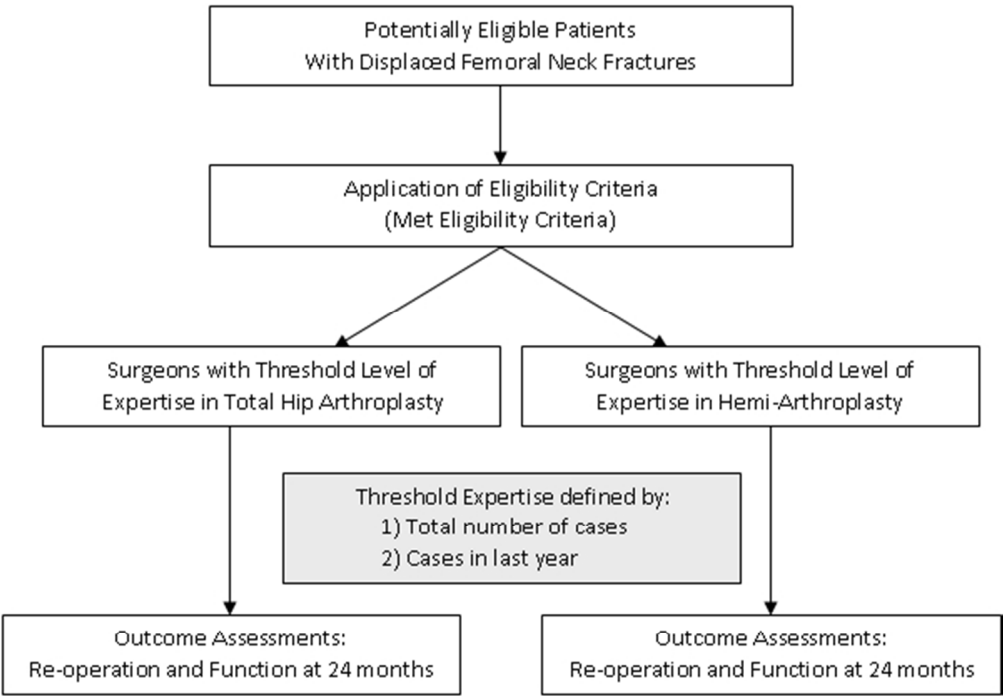 Potentially Eligible Patients
With Displaced Femoral Neck Fractures
Application of Eligibility Criteria
(Met Eligibility Criteria)
Surgeons with Threshold Level of
Expertise in Total Hip Arthroplasty
Surgeons with Threshold Level of
Expertise in Hemi-Arthroplasty
Threshold Expertise defined by:
1) Total number of cases
2) Cases in last year
Outcome Assessments:
Re-operation and Function at 24 months
Outcome Assessments:
Re-operation and Function at 24 months